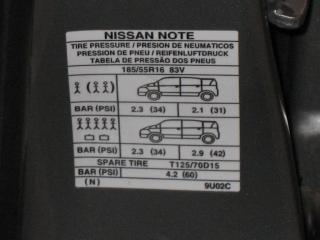 NISSAN NOTE
TIRE PRESSURE / PRESION DE NEUMATICOS
PRESSION DE PNEU / REIFENLUFTDRUCK
TABELA DE PRESSÃO DOS PNEUS
185/55R16 83V
BAR (PSI) 2.3 (34) 2.1 (31)
BAR (PSI) 2.3 (34) 2.9 (42)
SPARE TIRE T125/70D15
BAR (PSI) 4.2 (60)
(N) 9U02C